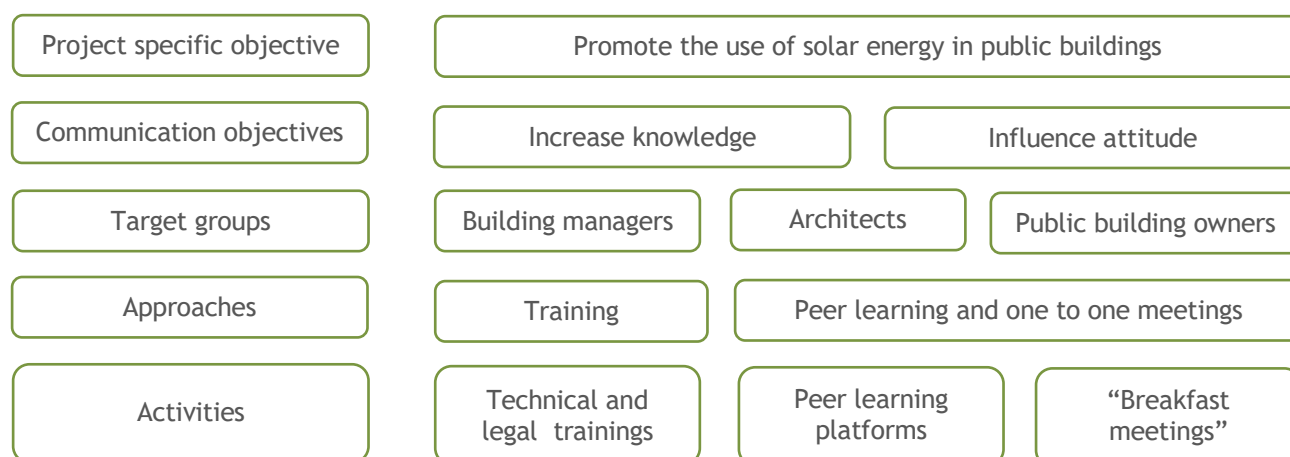 Project specific objective
Promote the use of solar energy in public buildings
Communication objectives
Increase knowledge
Influence attitude
Target groups
Building managers
Architects
Public building owners
Approaches
Training
Peer learning and one to one meetings
Activities
Technical and
legal trainings
Peer learning
platforms
“Breakfast
meetings”